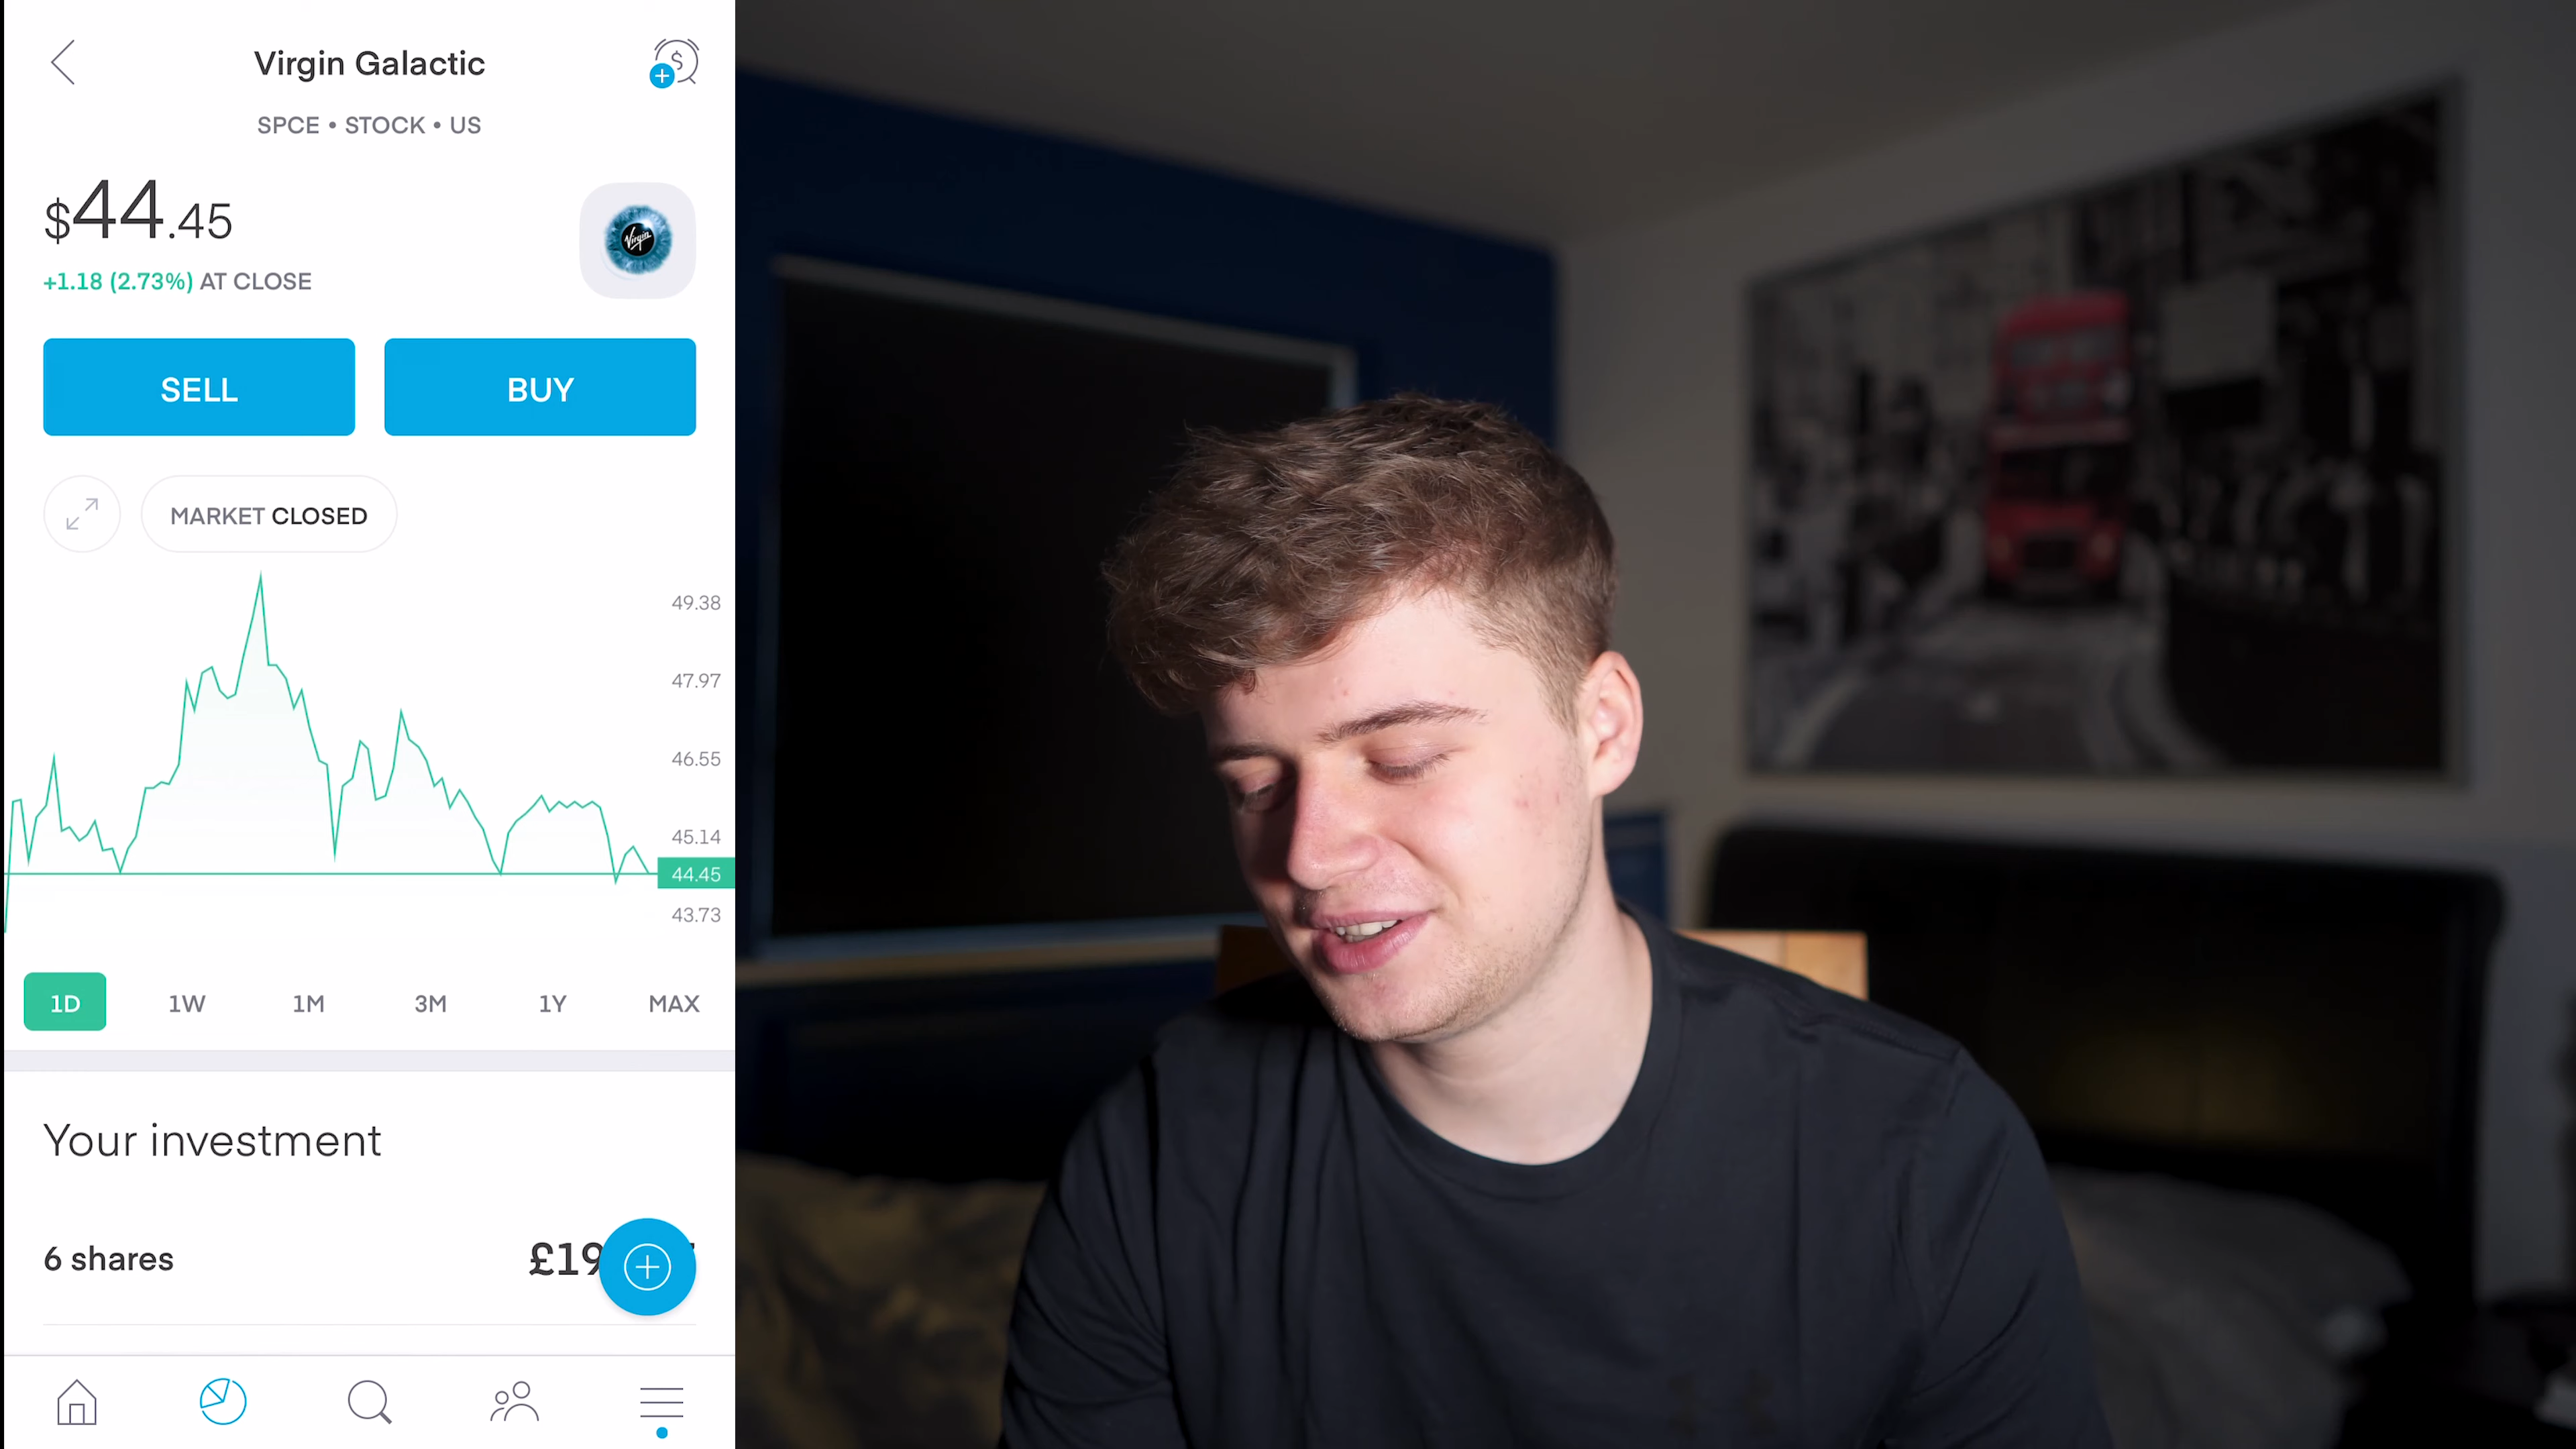 Virgin Galactic
SPCE • STOCK • US
$44.45
+1.18 (2.73%) AT CLOSE
Virgin
SELL
BUY
MARKET CLOSED
49.38
47.97
46.55
45.14
44.45
43.73
1D 1W 1M 3M 1Y MAX
Your investment
6 shares
£19